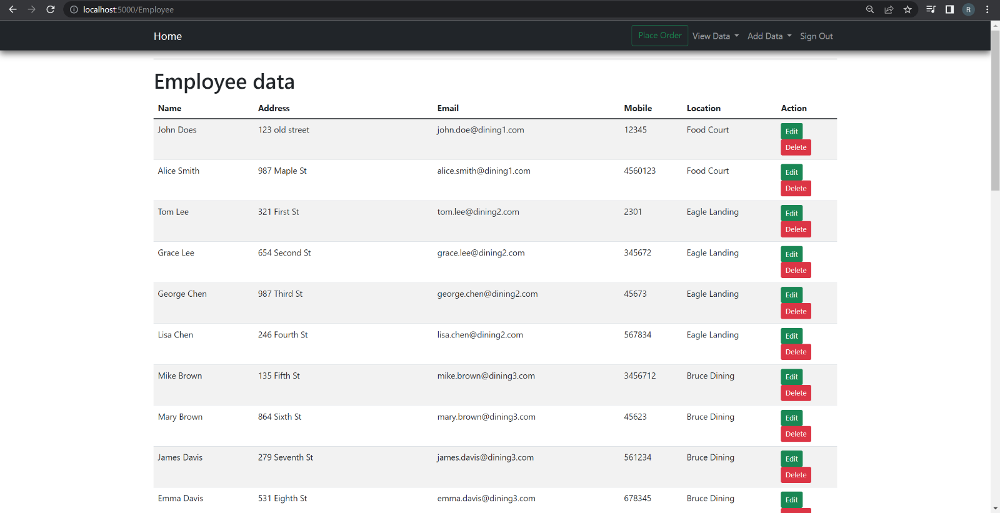 localhost:5000/Employee
R
Home Place Order View Data Add Data Sign Out
Employee data
Name Address Email Mobile Location Action
John Does 123 old street john.doe@dining1.com 12345 Food Court Edit
Delete
Alice Smith 987 Maple St alice.smith@dining1.com 4560123 Food Court Edit
Delete
Tom Lee 321 First St tom.lee@dining2.com 2301 Eagle Landing Edit
Delete
Grace Lee 654 Second St grace.lee@dining2.com 345672 Eagle Landing Edit
Delete
George Chen 987 Third St george.chen@dining2.com 45673 Eagle Landing Edit
Delete
Lisa Chen 246 Fourth St lisa.chen@dining2.com 567834 Eagle Landing Edit
Delete
Mike Brown 135 Fifth St mike.brown@dining3.com 3456712 Bruce Dining Edit
Delete
Mary Brown 864 Sixth St mary.brown@dining3.com 45623 Bruce Dining Edit
Delete
James Davis 279 Seventh St james.davis@dining3.com 561234 Bruce Dining Edit
Delete
Emma Davis 531 Eighth St emma.davis@dining3.com 678345 Bruce Dining Edit